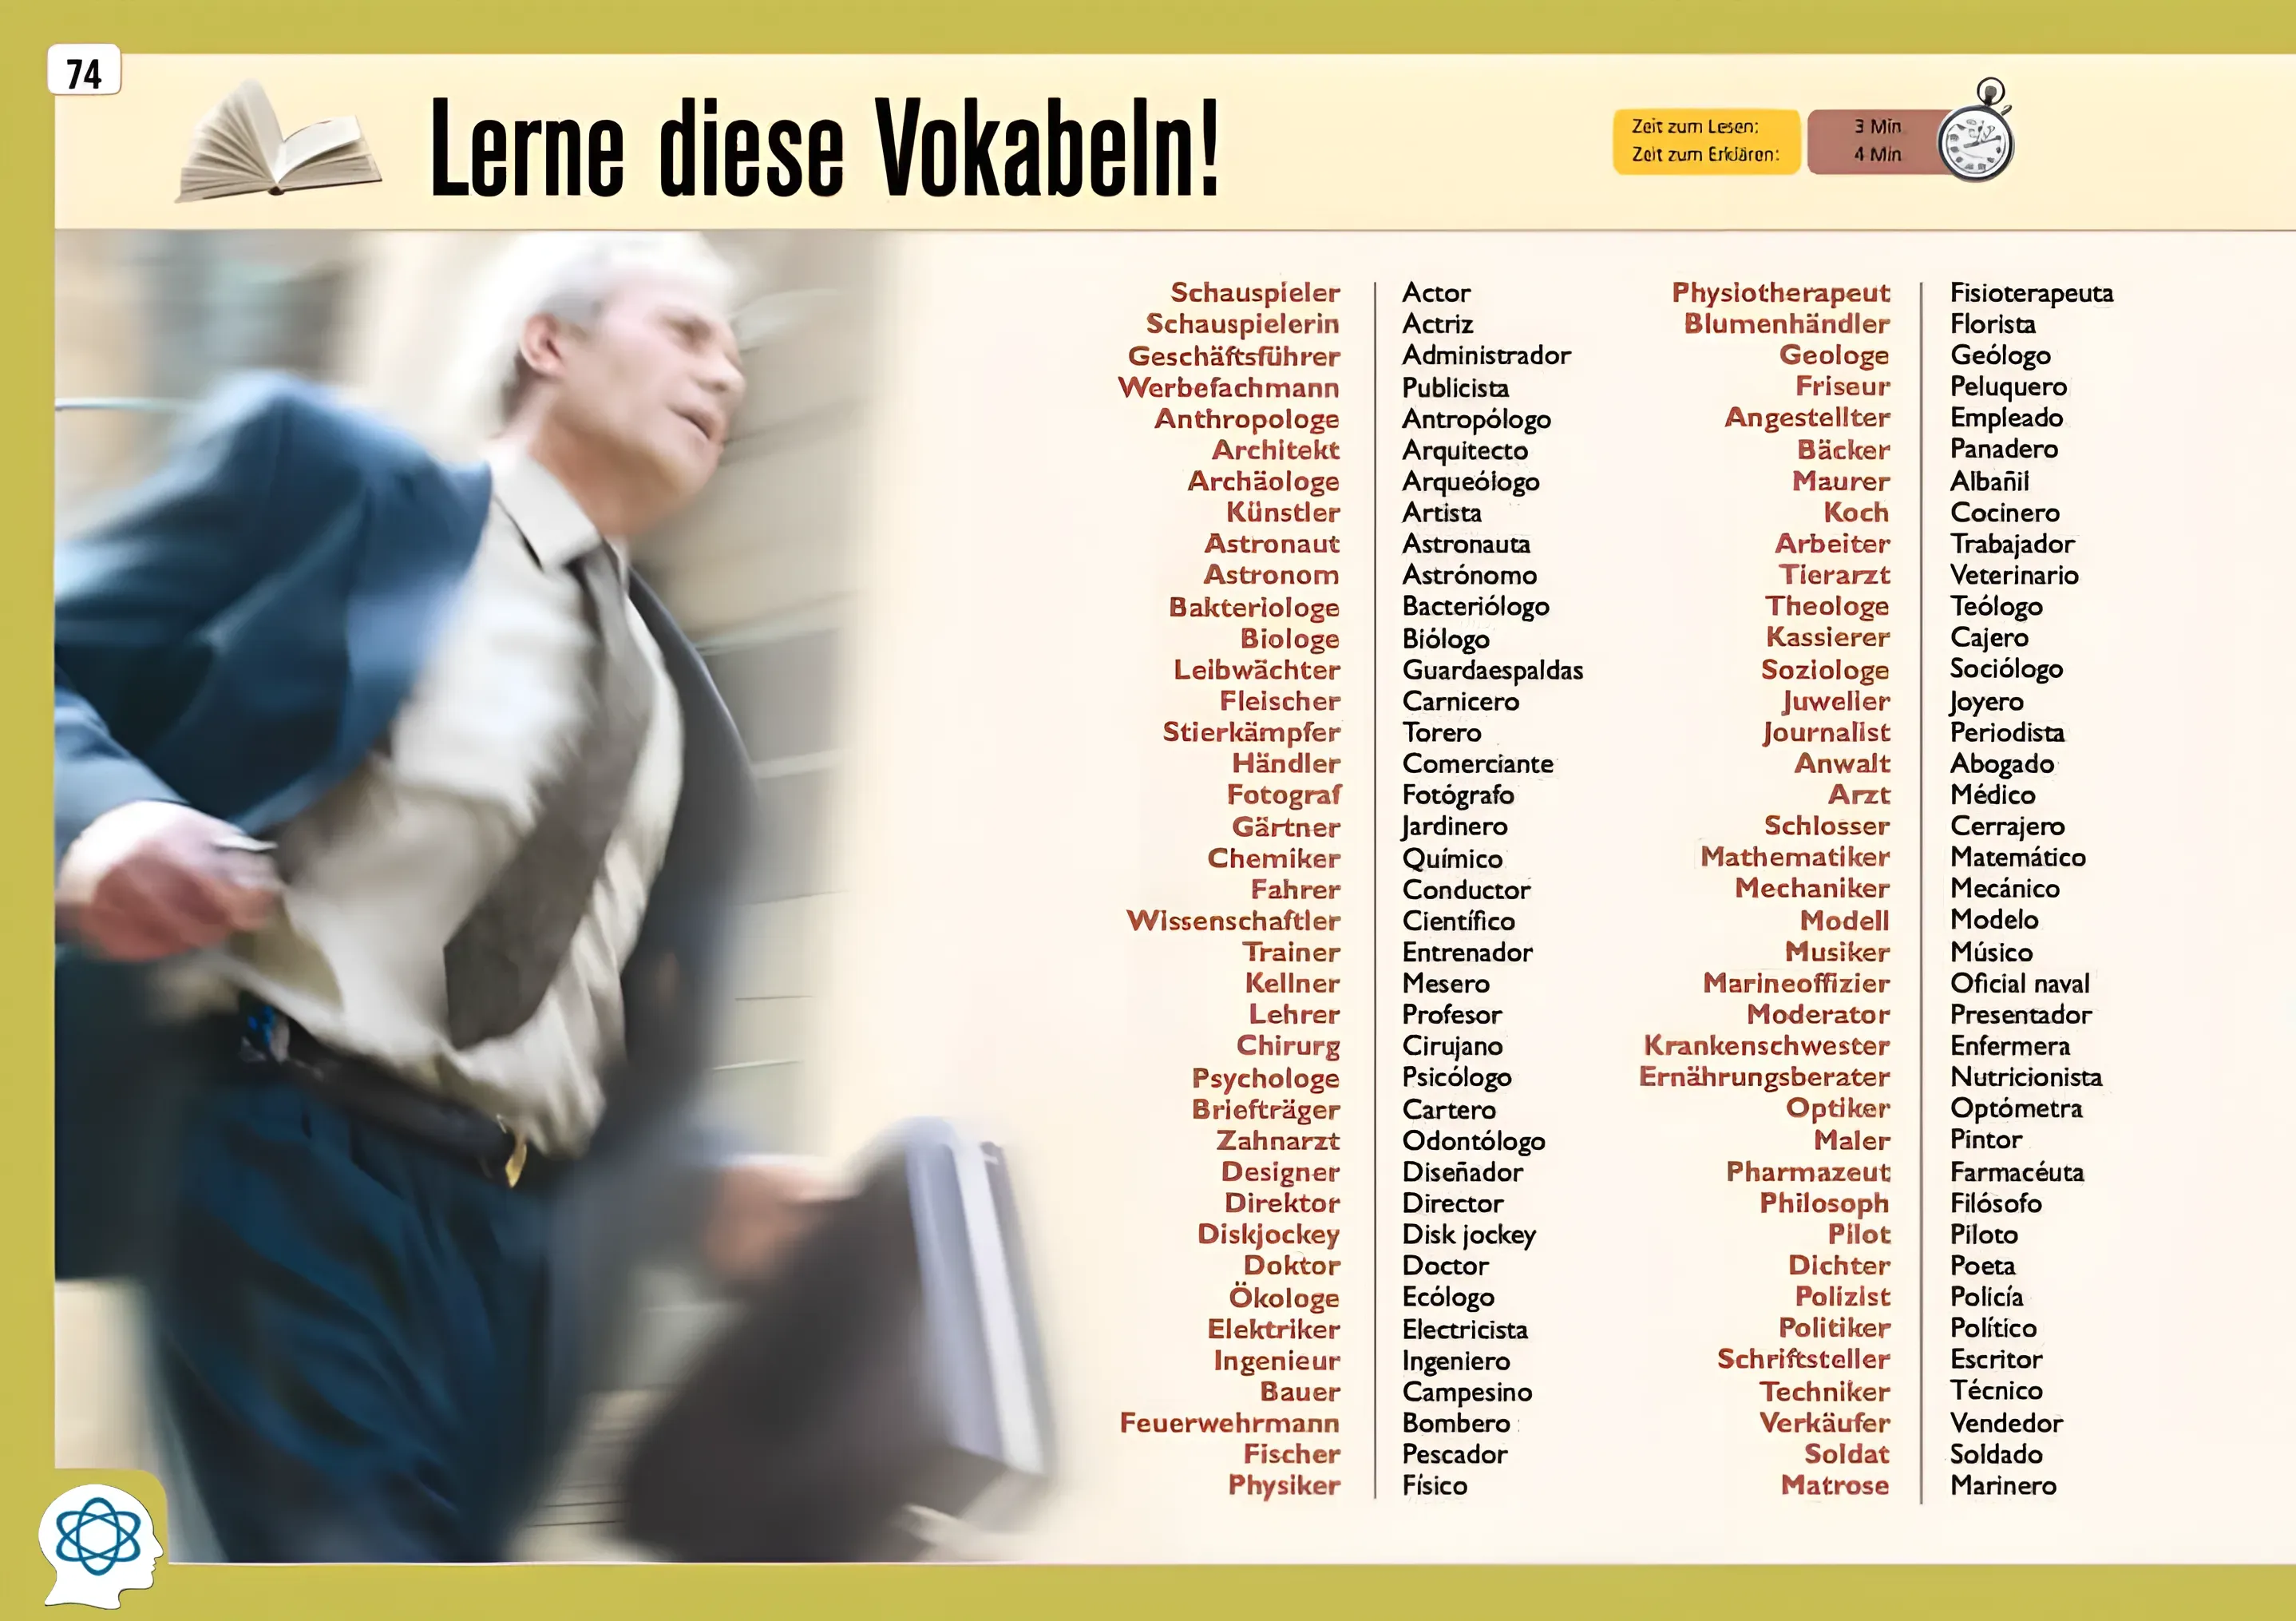 74
Lerne diese Vokabeln!
Zeit zum Lesen: 3 Min
Zeit zum Erklären: 4 Min
Schauspieler Actor
Schauspielerin Actriz
Geschäftsführer Administrador
Werbefachmann Publicista
Anthropologe Antropólogo
Architekt Arquitecto
Archäologe Arqueólogo
Künstler Artista
Astronaut Astronauta
Astronom Astrónomo
Bakteriologe Bacteriólogo
Biologe Biólogo
Leibwächter Guardaespaldas
Fleischer Carnicero
Stierkämpfer Torero
Händler Comerciante
Fotograf Fotógrafo
Gärtner Jardinero
Chemiker Químico
Fahrer Conductor
Wissenschaftler Científico
Trainer Entrenador
Kellner Mesero
Lehrer Profesor
Chirurg Cirujano
Psychologe Psicólogo
Briefträger Cartero
Zahnarzt Odontólogo
Designer Diseñador
Direktor Director
Diskjockey Disk jockey
Doktor Doctor
Ökologe Ecólogo
Elektriker Electricista
Ingenieur Ingeniero
Bauer Campesino
Feuerwehrmann Bombero
Fischer Pescador
Physiker Físico
Physiotherapeut Fisioterapeuta
Blumenhändler Florista
Geologe Geólogo
Friseur Peluquero
Angestellter Empleado
Bäcker Panadero
Maurer Albañil
Koch Cocinero
Arbeiter Trabajador
Tierarzt Veterinario
Theologe Teólogo
Kassierer Cajero
Soziologe Sociólogo
Juwelier Joyero
Journalist Periodista
Anwalt Abogado
Arzt Médico
Schlosser Cerrajero
Mathematiker Matemático
Mechaniker Mecánico
Modell Modelo
Musiker Músico
Marineoffizier Oficial naval
Moderator Presentador
Krankenschwester Enfermera
Ernährungsberater Nutricionista
Optiker Optómetra
Maler Pintor
Pharmazeut Farmacéuta
Philosoph Filósofo
Pilot Piloto
Dichter Poeta
Polizist Policía
Politiker Político
Schriftsteller Escritor
Techniker Técnico
Verkäufer Vendedor
Soldat Soldado
Matrose Marinero